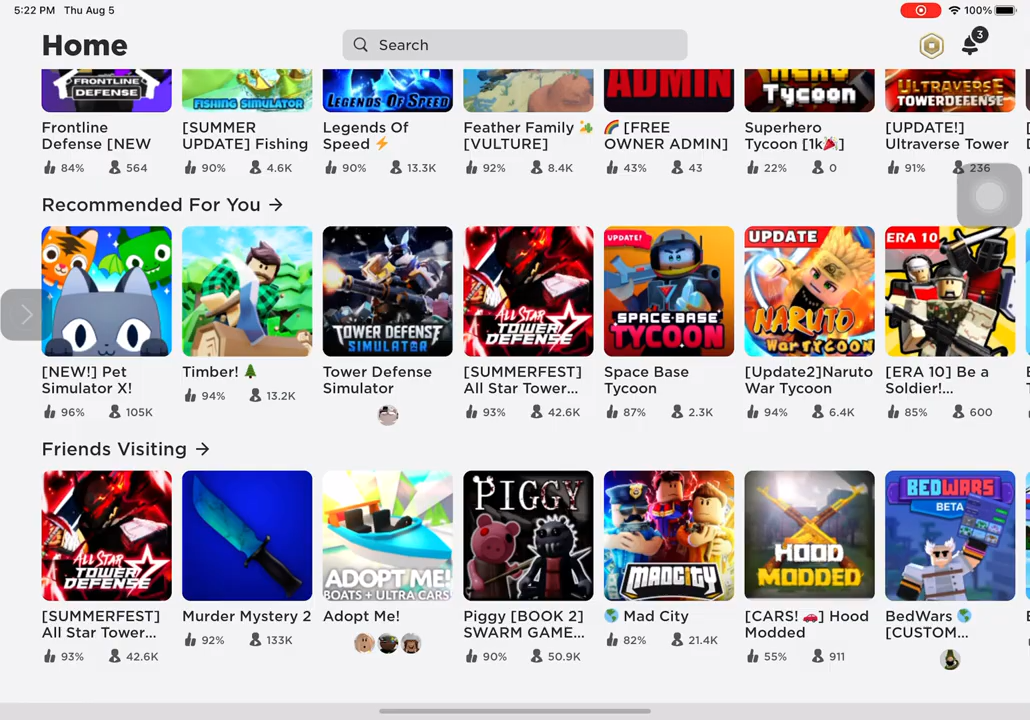 5:22 PM Thu Aug 5
100%
Home
Search
3
FRONTLINE
DEFENSE
FISHING SIMULATOR
LEGENDS OF SPEED
ADMIN
Tycoon
ULTRAVERSE
TOWER DEFENSE
Frontline
Defense [NEW
[SUMMER
UPDATE] Fishing
Legends Of
Speed ⚡
Feather Family
[VULTURE]
🌈 [FREE
OWNER ADMIN]
Superhero
Tycoon [1k🎉]
[UPDATE!]
Ultraverse Tower
84% 564
90% 4.6K
90% 13.3K
92% 8.4K
43% 43
22% 0
91% 236
Recommended For You →
TOWER DEFENSE
SIMULATOR
ALL STAR
TOWER
DEFENSE
UPDATE!
SPACE BASE
TYCOON
UPDATE
NARUTO
War TYCOON
ERA 10
[NEW!] Pet
Simulator X!
Timber! 🌲
Tower Defense
Simulator
[SUMMERFEST]
All Star Tower...
Space Base
Tycoon
[Update2]Naruto
War Tycoon
[ERA 10] Be a
Soldier!...
96% 105K
94% 13.2K
93% 42.6K
87% 2.3K
94% 6.4K
85% 600
Friends Visiting →
ALL STAR
TOWER
DEFENSE
ADOPT ME!
BOATS + ULTRA CARS
PIGGY
MADCITY
HOOD
MODDED
BEDWARS
BETA
[SUMMERFEST]
All Star Tower...
Murder Mystery 2
Adopt Me!
Piggy [BOOK 2]
SWARM GAME...
🌎 Mad City
[CARS! 🚗] Hood
Modded
BedWars 🌎
[CUSTOM...
93% 42.6K
92% 133K
90% 50.9K
82% 21.4K
55% 911